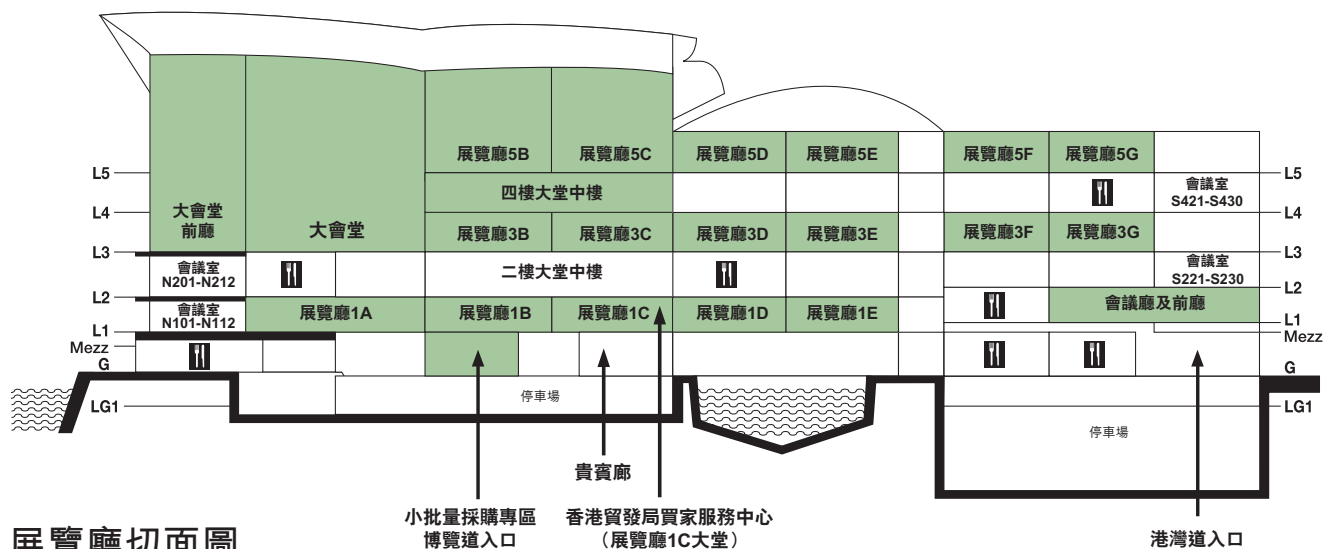 展覽廳5B
展覽廳5C
展覽廳5D
展覽廳5E
展覽廳5F
展覽廳5G
L5
L5
四樓大堂中樓
會議室
S421-S430
L4
L4
大會堂
前廳
大會堂
展覽廳3B
展覽廳3C
展覽廳3D
展覽廳3E
展覽廳3F
展覽廳3G
L3
L3
會議室
N201-N212
二樓大堂中樓
會議室
S221-S230
L2
L2
會議室
N101-N112
展覽廳1A
展覽廳1B
展覽廳1C
展覽廳1D
展覽廳1E
會議廳及前廳
L1
L1
Mezz
Mezz
G
G
停車場
LG1
LG1
停車場
貴賓廊
小批量採購專區
博覽道入口
香港貿發局買家服務中心
（展覽廳1C大堂）
港灣道入口
展覽廳切面圖